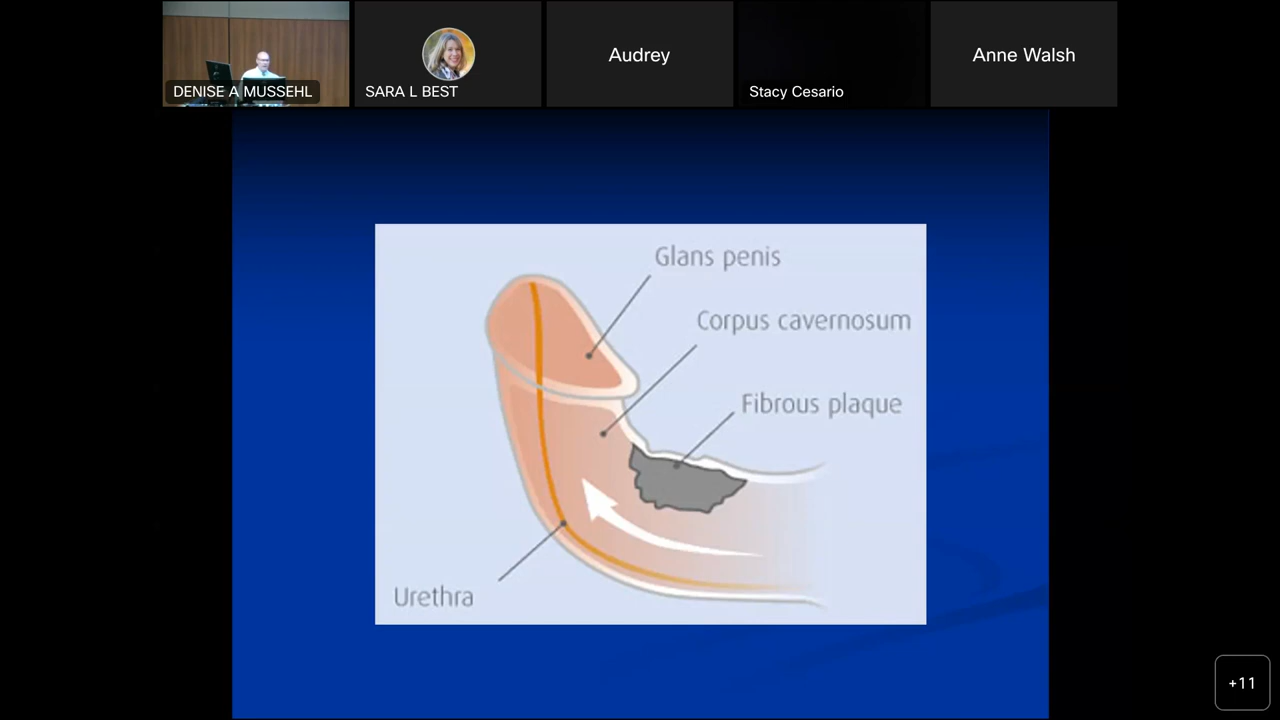 DENISE A MUSSEHL
SARA L BEST
Audrey
Stacy Cesario
Anne Walsh
Glans penis
Corpus cavernosum
Fibrous plaque
Urethra
+11